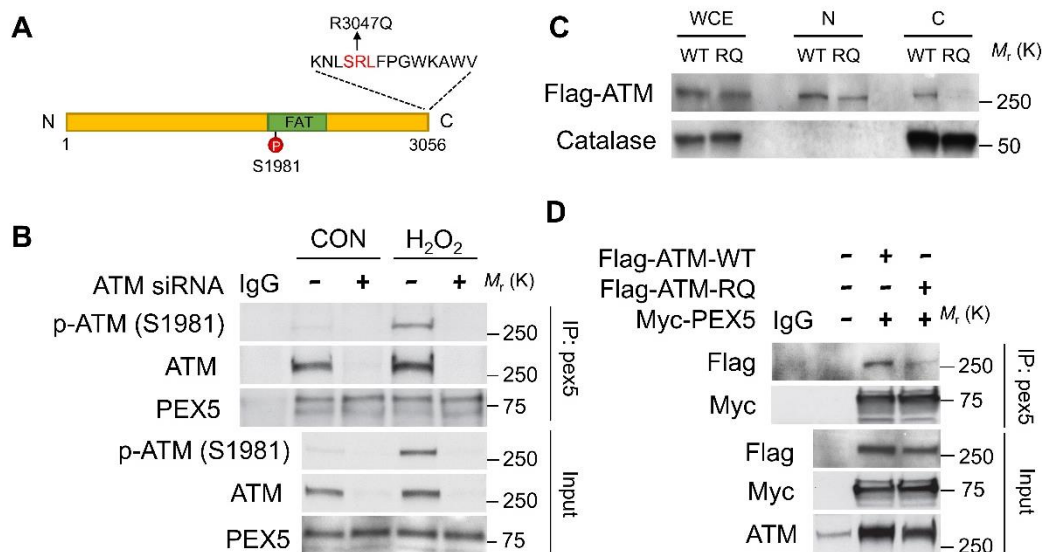 A
R3047Q
KNLSRLFPGWKAWV
N
FAT
C
1
P
3056
S1981
B
CON
H₂O₂
ATM siRNA IgG - + - + Mᵣ (K)
p-ATM (S1981)
250
ATM
250
PEX5
75
IP: pex5
p-ATM (S1981)
250
ATM
250
PEX5
75
Input
C
WCE N C
WT RQ WT RQ WT RQ Mᵣ (K)
Flag-ATM
250
Catalase
50
D
Flag-ATM-WT - + -
Flag-ATM-RQ - - +
Myc-PEX5 IgG - + + Mᵣ (K)
Flag
250
Myc
75
IP: pex5
Flag
250
Myc
75
ATM
250
Input